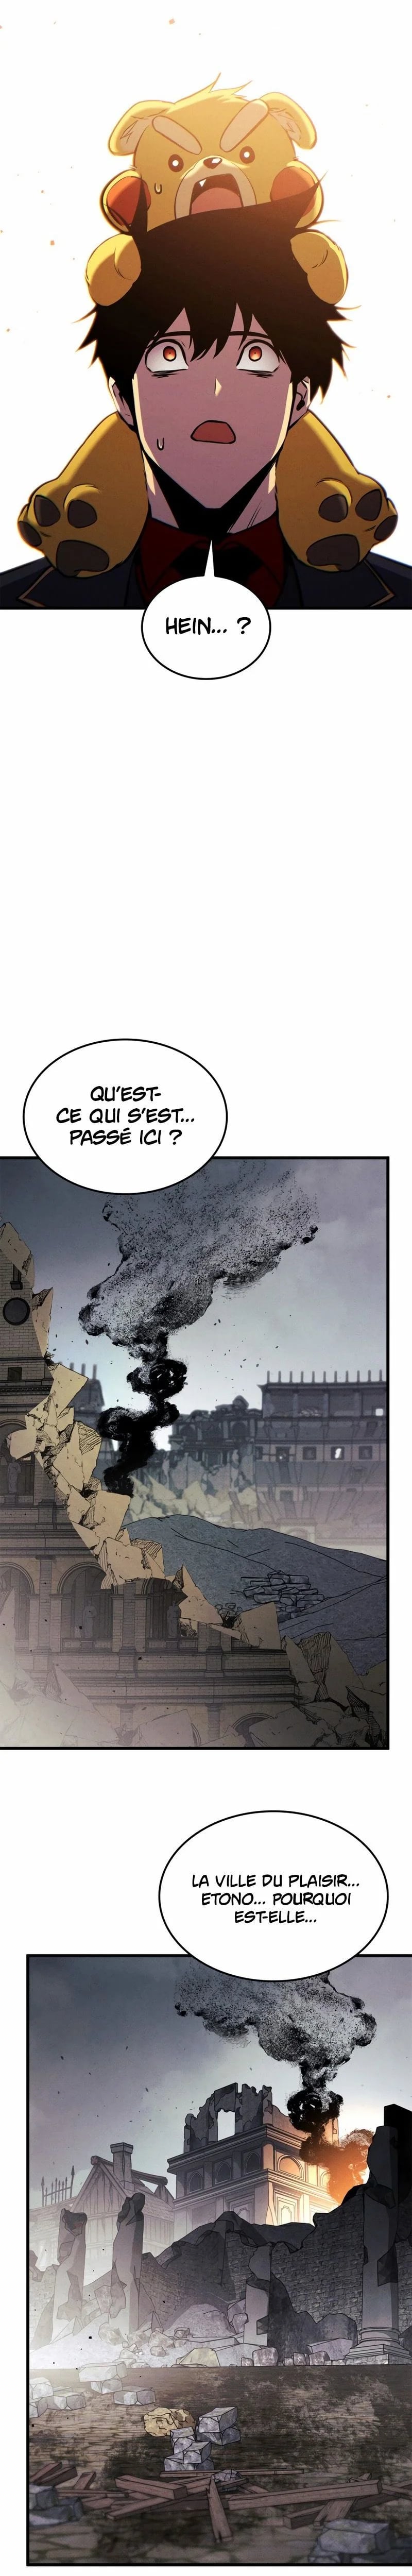 HEIN... ?
QU'EST-
CE QUI S'EST...
PASSÉ ICI ?
LA VILLE DU PLAISIR...
ETONO... POURQUOI
EST-ELLE...